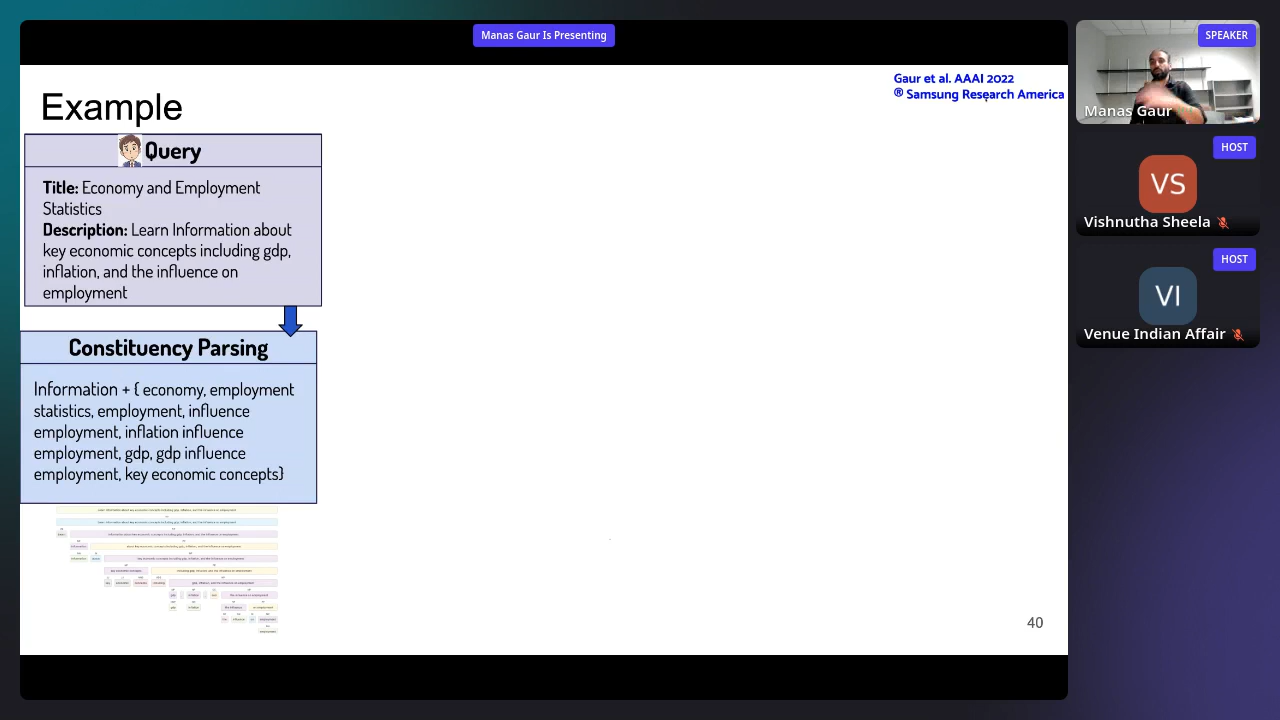 Manas Gaur Is Presenting
SPEAKER
Manas Gaur
HOST
VS
Vishnutha Sheela
HOST
VI
Venue Indian Affair
Gaur et al. AAAI 2022
® Samsung Research America
Example
Query
Title: Economy and Employment
Statistics
Description: Learn Information about
key economic concepts including gdp,
inflation, and the influence on
employment
Constituency Parsing
Information + { economy, employment
statistics, employment, influence
employment, inflation influence
employment, gdp, gdp influence
employment, key economic concepts}
40